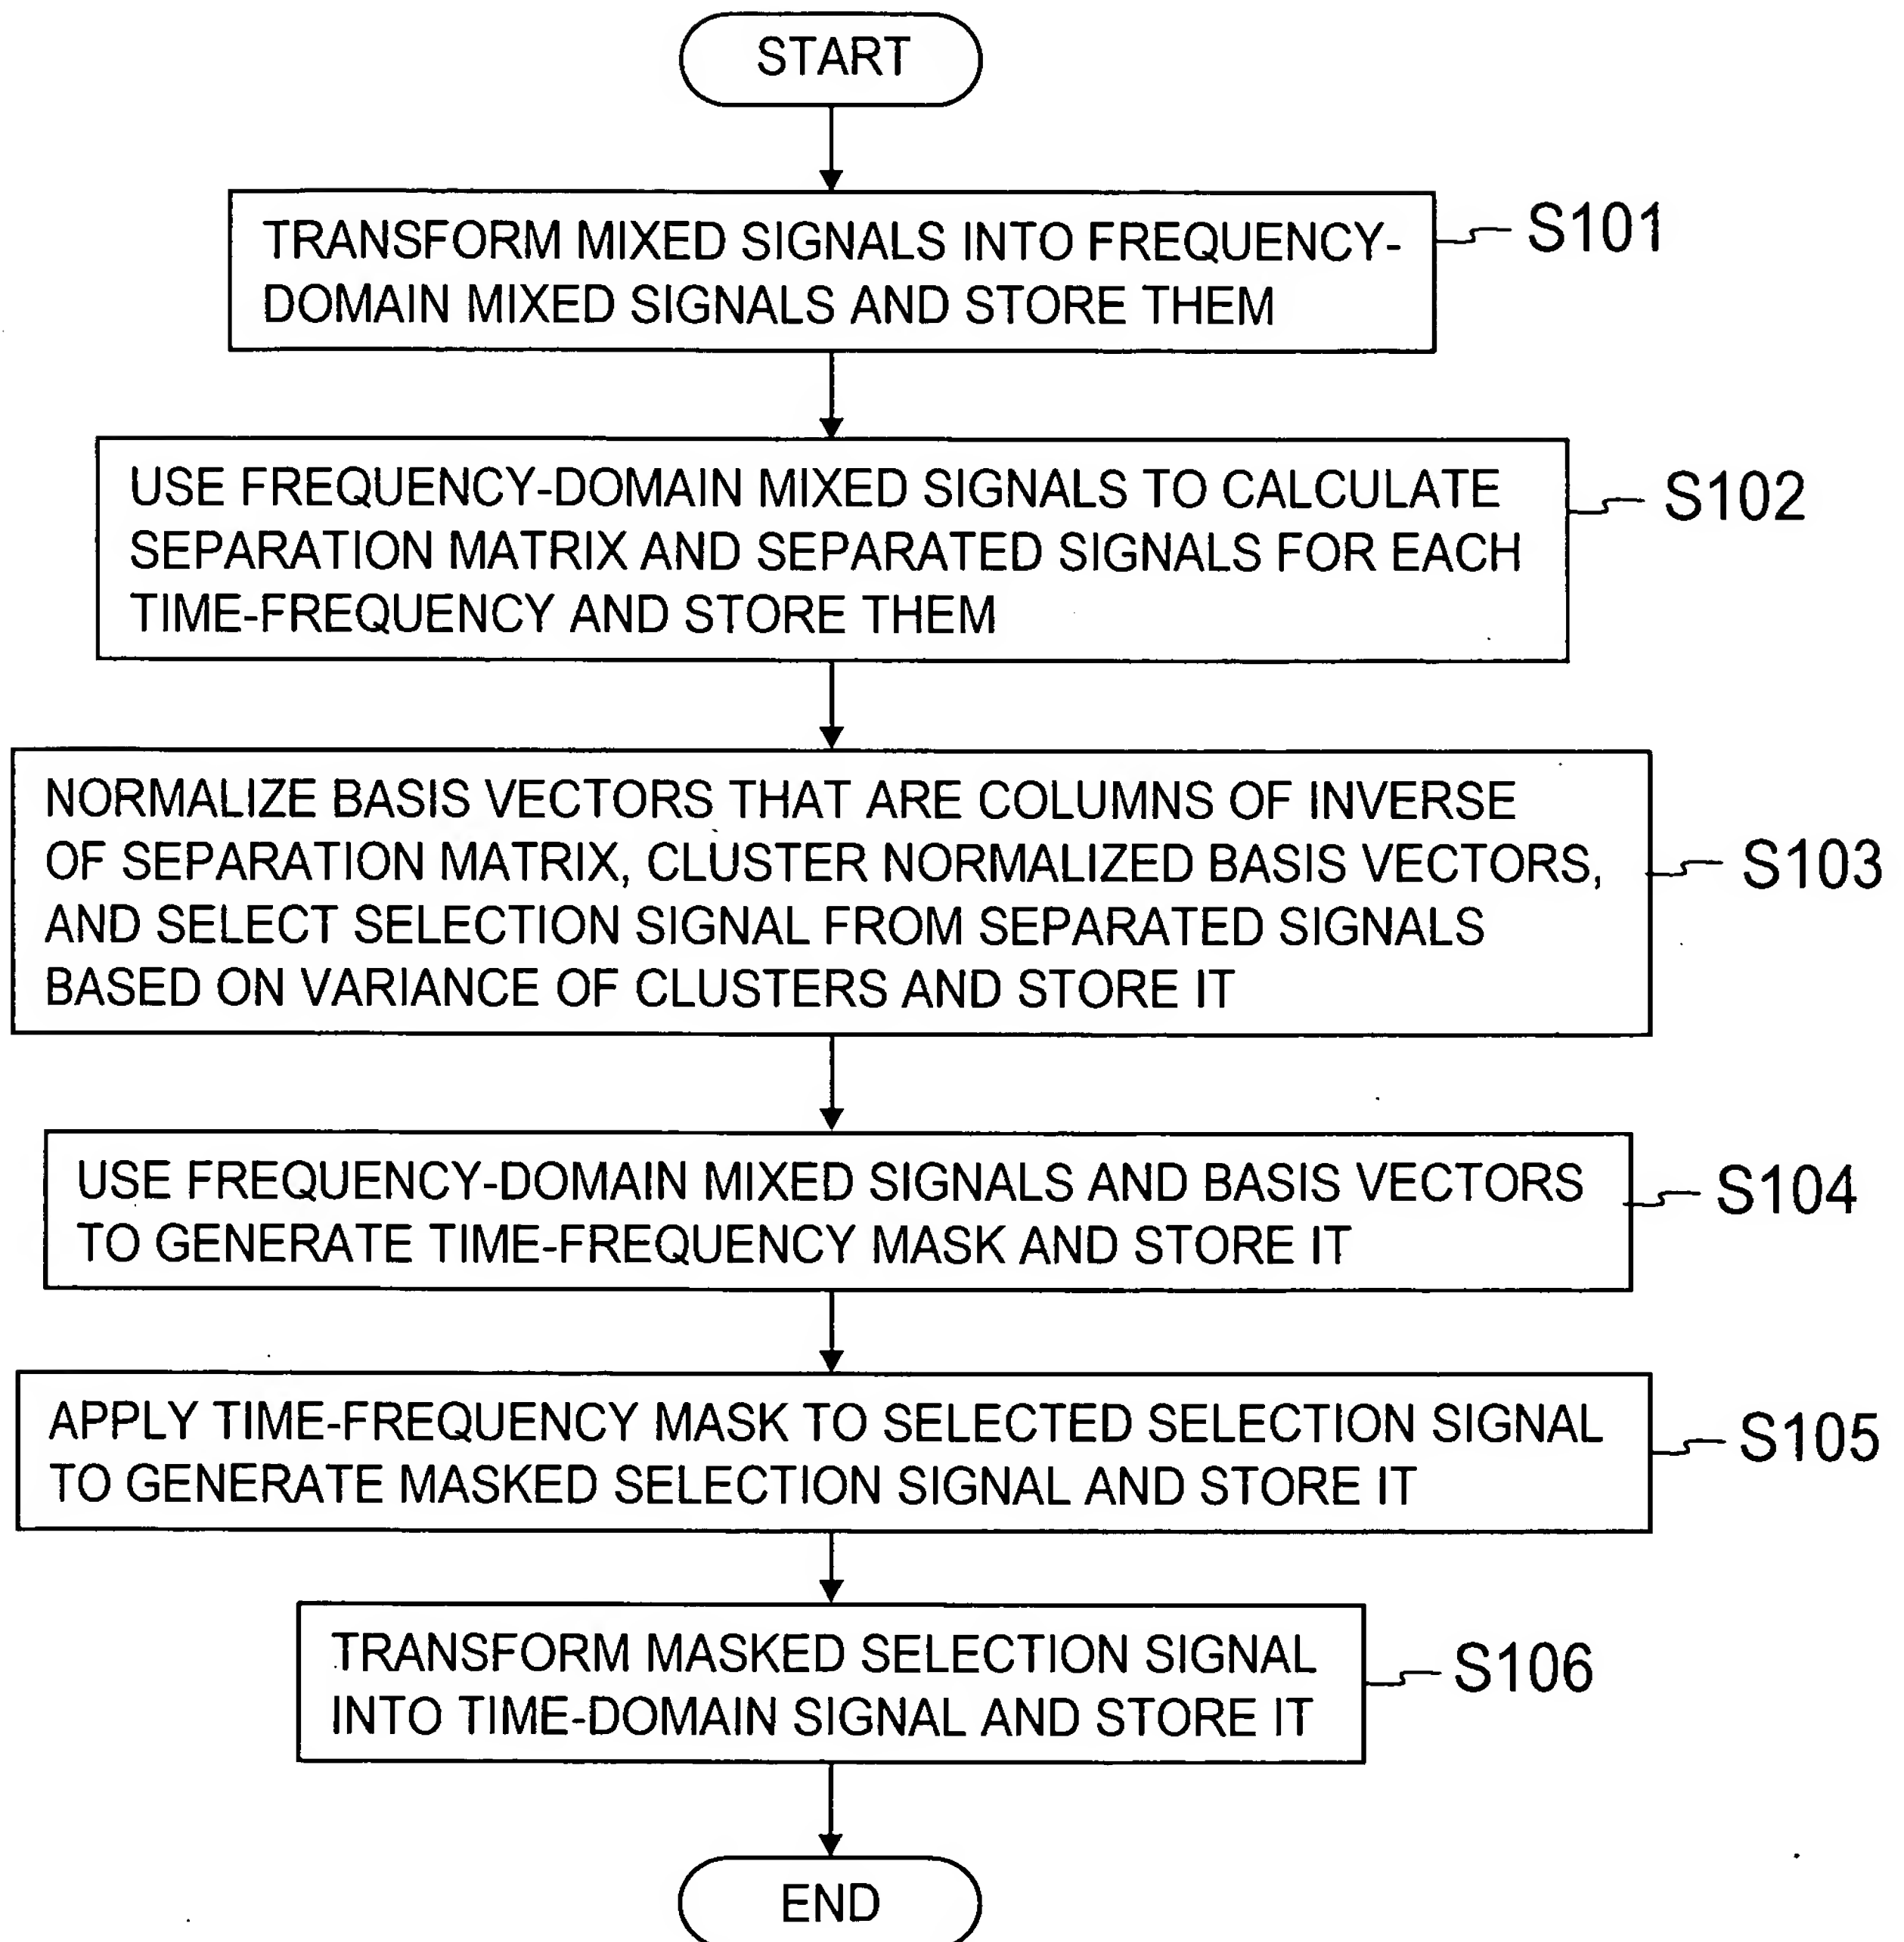 START
TRANSFORM MIXED SIGNALS INTO FREQUENCY-
DOMAIN MIXED SIGNALS AND STORE THEM
S101
USE FREQUENCY-DOMAIN MIXED SIGNALS TO CALCULATE
SEPARATION MATRIX AND SEPARATED SIGNALS FOR EACH
TIME-FREQUENCY AND STORE THEM
S102
NORMALIZE BASIS VECTORS THAT ARE COLUMNS OF INVERSE
OF SEPARATION MATRIX, CLUSTER NORMALIZED BASIS VECTORS,
AND SELECT SELECTION SIGNAL FROM SEPARATED SIGNALS
BASED ON VARIANCE OF CLUSTERS AND STORE IT
S103
USE FREQUENCY-DOMAIN MIXED SIGNALS AND BASIS VECTORS
TO GENERATE TIME-FREQUENCY MASK AND STORE IT
S104
APPLY TIME-FREQUENCY MASK TO SELECTED SELECTION SIGNAL
TO GENERATE MASKED SELECTION SIGNAL AND STORE IT
S105
TRANSFORM MASKED SELECTION SIGNAL
INTO TIME-DOMAIN SIGNAL AND STORE IT
S106
END